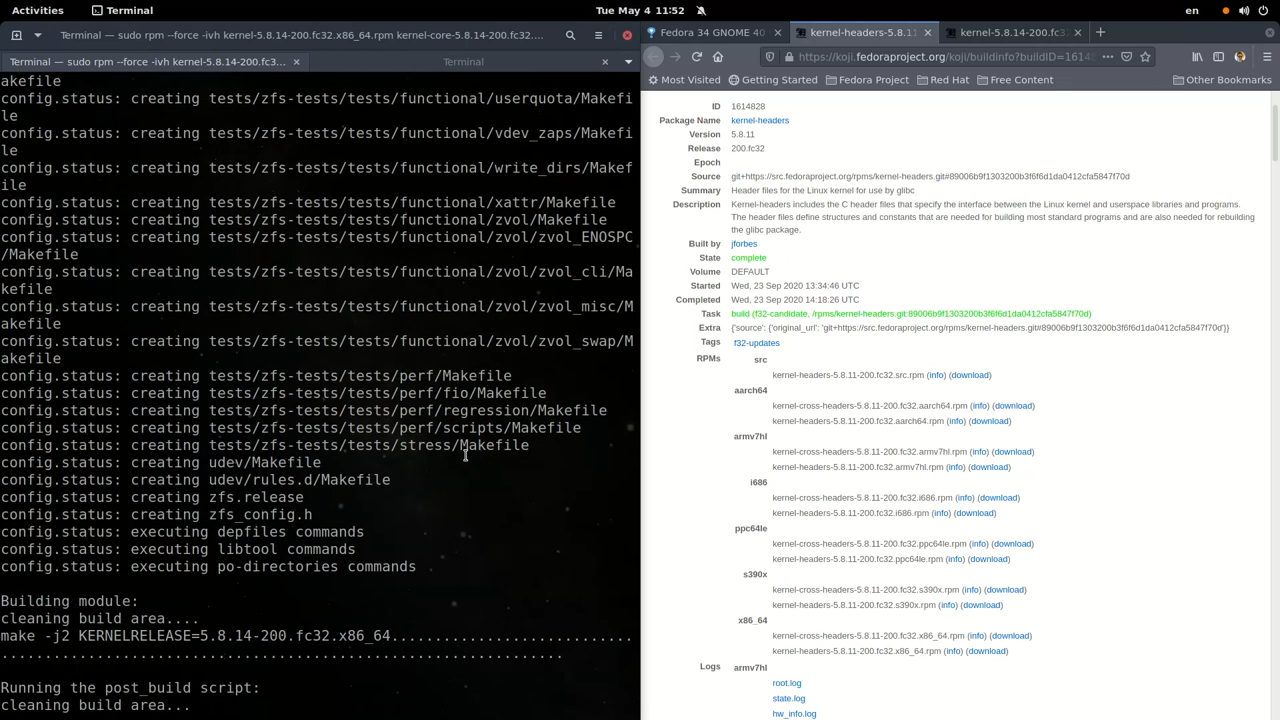 Activities
Terminal
Tue May 4 11:52
en
Terminal — sudo rpm --force -ivh kernel-5.8.14-200.fc32.x86_64.rpm kernel-core-5.8.14-200.fc32....
Terminal — sudo rpm --force -ivh kernel-5.8.14-200.fc3...
Terminal
akefile
config.status: creating tests/zfs-tests/tests/functional/userquota/Makefi
le
config.status: creating tests/zfs-tests/tests/functional/vdev_zaps/Makefi
le
config.status: creating tests/zfs-tests/tests/functional/write_dirs/Makef
ile
config.status: creating tests/zfs-tests/tests/functional/xattr/Makefile
config.status: creating tests/zfs-tests/tests/functional/zvol/Makefile
config.status: creating tests/zfs-tests/tests/functional/zvol/zvol_ENOSPC
/Makefile
config.status: creating tests/zfs-tests/tests/functional/zvol/zvol_cli/Ma
kefile
config.status: creating tests/zfs-tests/tests/functional/zvol/zvol_misc/M
akefile
config.status: creating tests/zfs-tests/tests/functional/zvol/zvol_swap/M
akefile
config.status: creating tests/zfs-tests/tests/perf/Makefile
config.status: creating tests/zfs-tests/tests/perf/fio/Makefile
config.status: creating tests/zfs-tests/tests/perf/regression/Makefile
config.status: creating tests/zfs-tests/tests/perf/scripts/Makefile
config.status: creating tests/zfs-tests/tests/stress/Makefile
config.status: creating udev/Makefile
config.status: creating udev/rules.d/Makefile
config.status: creating zfs.release
config.status: creating zfs_config.h
config.status: executing depfiles commands
config.status: executing libtool commands
config.status: executing po-directories commands
Building module:
cleaning build area....
make -j2 KERNELRELEASE=5.8.14-200.fc32.x86_64............................
.................................................................
Running the post_build script:
cleaning build area...
Fedora 34 GNOME 40
kernel-headers-5.8.11
kernel-5.8.14-200.fc32
https://koji.fedoraproject.org/koji/buildinfo?buildID=16148
Most Visited
Getting Started
Fedora Project
Red Hat
Free Content
Other Bookmarks
ID 1614828
Package Name kernel-headers
Version 5.8.11
Release 200.fc32
Epoch
Source git+https://src.fedoraproject.org/rpms/kernel-headers.git#89006b9f1303200b3f6f6d1da0412cfa5847f70d
Summary Header files for the Linux kernel for use by glibc
Description Kernel-headers includes the C header files that specify the interface between the Linux kernel and userspace libraries and programs.
The header files define structures and constants that are needed for building most standard programs and are also needed for rebuilding
the glibc package.
Built by jforbes
State complete
Volume DEFAULT
Started Wed, 23 Sep 2020 13:34:46 UTC
Completed Wed, 23 Sep 2020 14:18:26 UTC
Task build (f32-candidate, /rpms/kernel-headers.git:89006b9f1303200b3f6f6d1da0412cfa5847f70d)
Extra {'source': {'original_url': 'git+https://src.fedoraproject.org/rpms/kernel-headers.git#89006b9f1303200b3f6f6d1da0412cfa5847f70d'}}
Tags f32-updates
RPMs src
kernel-headers-5.8.11-200.fc32.src.rpm (info) (download)
aarch64
kernel-cross-headers-5.8.11-200.fc32.aarch64.rpm (info) (download)
kernel-headers-5.8.11-200.fc32.aarch64.rpm (info) (download)
armv7hl
kernel-cross-headers-5.8.11-200.fc32.armv7hl.rpm (info) (download)
kernel-headers-5.8.11-200.fc32.armv7hl.rpm (info) (download)
i686
kernel-cross-headers-5.8.11-200.fc32.i686.rpm (info) (download)
kernel-headers-5.8.11-200.fc32.i686.rpm (info) (download)
ppc64le
kernel-cross-headers-5.8.11-200.fc32.ppc64le.rpm (info) (download)
kernel-headers-5.8.11-200.fc32.ppc64le.rpm (info) (download)
s390x
kernel-cross-headers-5.8.11-200.fc32.s390x.rpm (info) (download)
kernel-headers-5.8.11-200.fc32.s390x.rpm (info) (download)
x86_64
kernel-cross-headers-5.8.11-200.fc32.x86_64.rpm (info) (download)
kernel-headers-5.8.11-200.fc32.x86_64.rpm (info) (download)
Logs armv7hl
root.log
state.log
hw_info.log